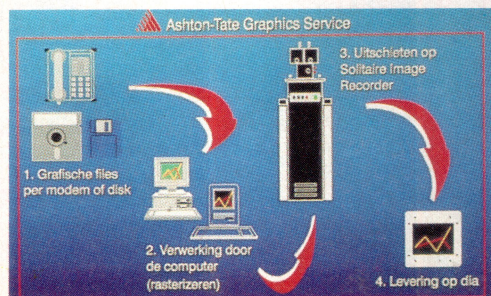 Ashton-Tate Graphics Service
1. Grafische files
per modem of disk
2. Verwerking door
de computer
(rasterizeren)
3. Uitschieten op
Solitaire Image
Recorder
4. Levering op dia